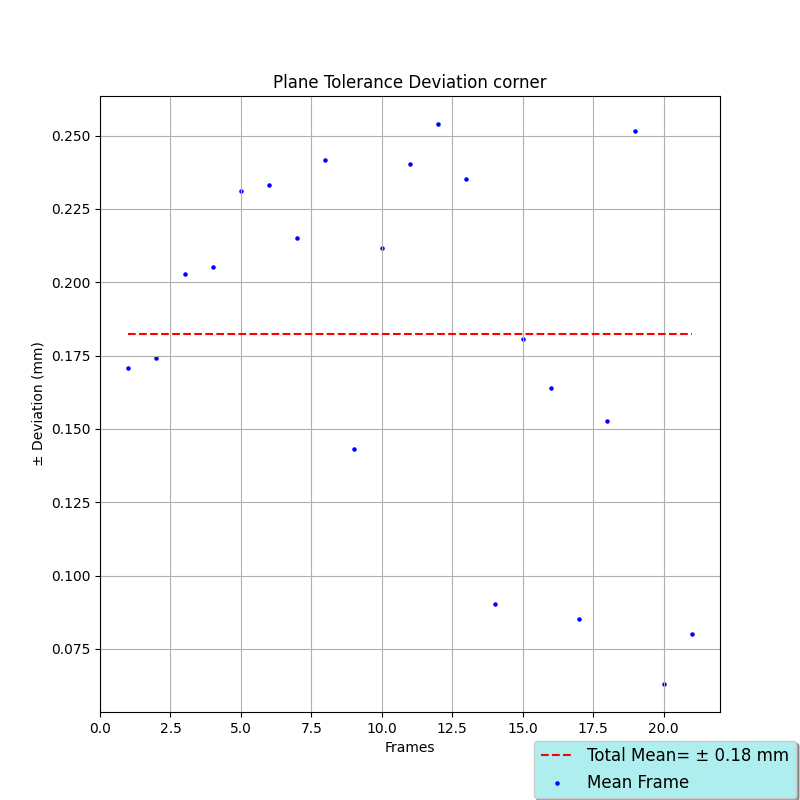 Plane Tolerance Deviation corner
± Deviation (mm)
0.250
0.225
0.200
0.175
0.150
0.125
0.100
0.075
0.0 2.5 5.0 7.5 10.0 12.5 15.0 17.5 20.0
Frames
Total Mean= ± 0.18 mm
Mean Frame